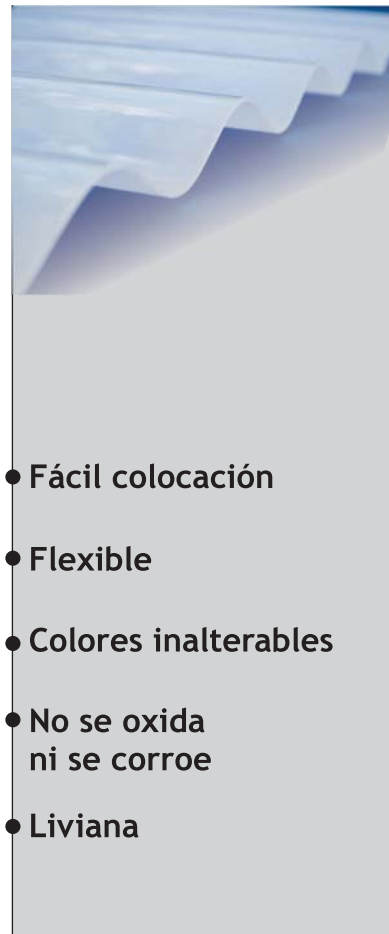 ● Fácil colocación
● Flexible
● Colores inalterables
● No se oxida
ni se corroe
● Liviana